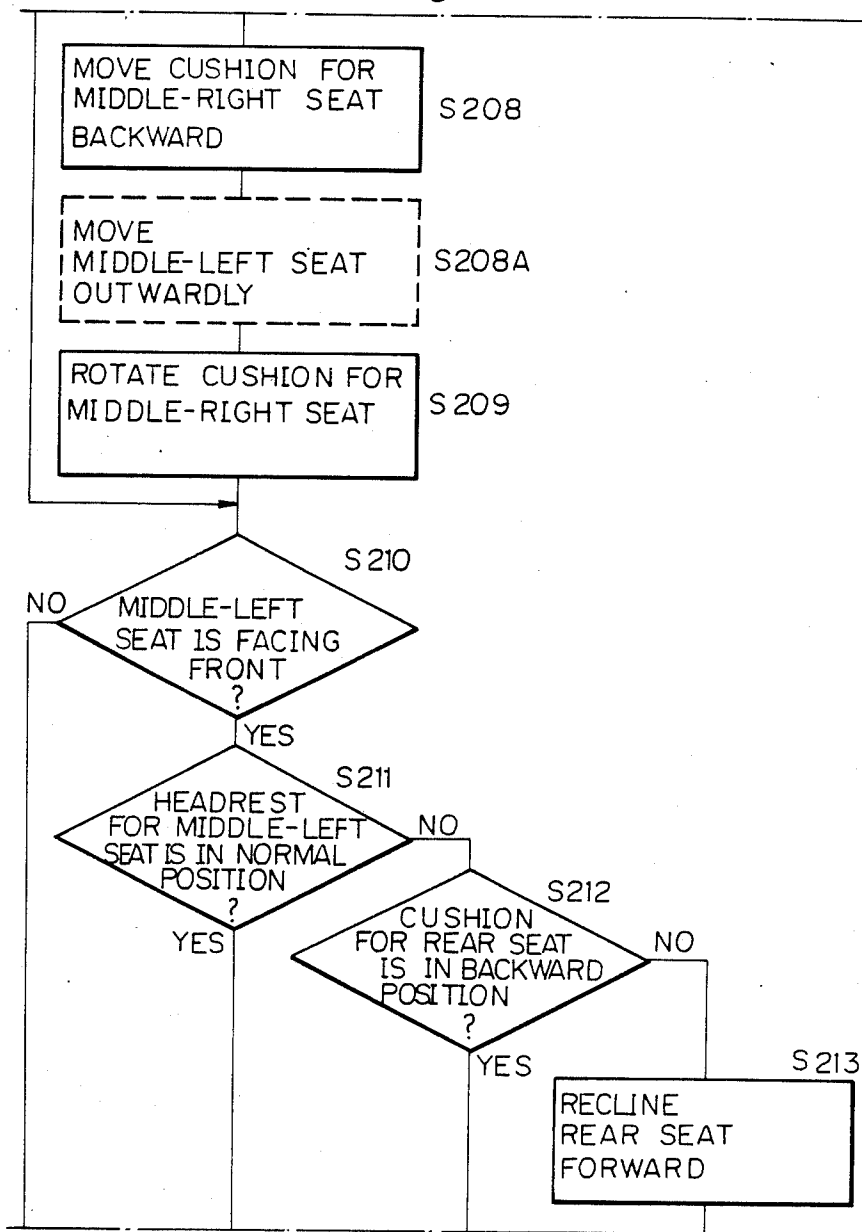 MOVE CUSHION FOR
MIDDLE-RIGHT SEAT
BACKWARD
S208
MOVE
MIDDLE-LEFT SEAT
OUTWARDLY
S208A
ROTATE CUSHION FOR
MIDDLE-RIGHT SEAT
S209
S210
NO
MIDDLE-LEFT
SEAT IS FACING
FRONT
?
YES
S211
HEADREST
FOR MIDDLE-LEFT
SEAT IS IN NORMAL
POSITION
?
NO
YES
S212
CUSHION
FOR REAR SEAT
IS IN BACKWARD
POSITION
?
NO
YES
S213
RECLINE
REAR SEAT
FORWARD